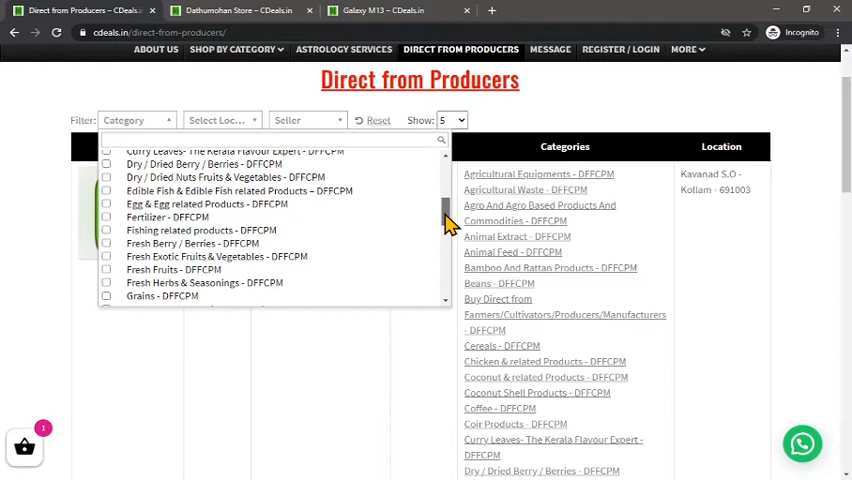 Direct from Producers – CDeals.in
Dathumohan Store – CDeals.in
Galaxy M13 – CDeals.in
cdeals.in/direct-from-producers/
Incognito
ABOUT US
SHOP BY CATEGORY
ASTROLOGY SERVICES
DIRECT FROM PRODUCERS
MESSAGE
REGISTER / LOGIN
MORE
Direct from Producers
Filter:
Category
Select Loc...
Seller
Reset
Show:
5
Categories
Location
Curry Leaves- The Kerala Flavour Expert - DFFCPM
Dry / Dried Berry / Berries - DFFCPM
Dry / Dried Nuts Fruits & Vegetables - DFFCPM
Edible Fish & Edible Fish related Products – DFFCPM
Egg & Egg related Products - DFFCPM
Fertilizer - DFFCPM
Fishing related products - DFFCPM
Fresh Berry / Berries - DFFCPM
Fresh Exotic Fruits & Vegetables - DFFCPM
Fresh Fruits - DFFCPM
Fresh Herbs & Seasonings - DFFCPM
Grains - DFFCPM
Agricultural Equipments - DFFCPM
Agricultural Waste - DFFCPM
Agro And Agro Based Products And
Commodities - DFFCPM
Animal Extract - DFFCPM
Animal Feed - DFFCPM
Bamboo And Rattan Products - DFFCPM
Beans - DFFCPM
Buy Direct from
Farmers/Cultivators/Producers/Manufacturers
- DFFCPM
Cereals - DFFCPM
Chicken & related Products - DFFCPM
Coconut & related Products - DFFCPM
Coconut Shell Products - DFFCPM
Coffee - DFFCPM
Coir Products - DFFCPM
Curry Leaves- The Kerala Flavour Expert -
DFFCPM
Dry / Dried Berry / Berries - DFFCPM
Kavanad S.O -
Kollam - 691003
1